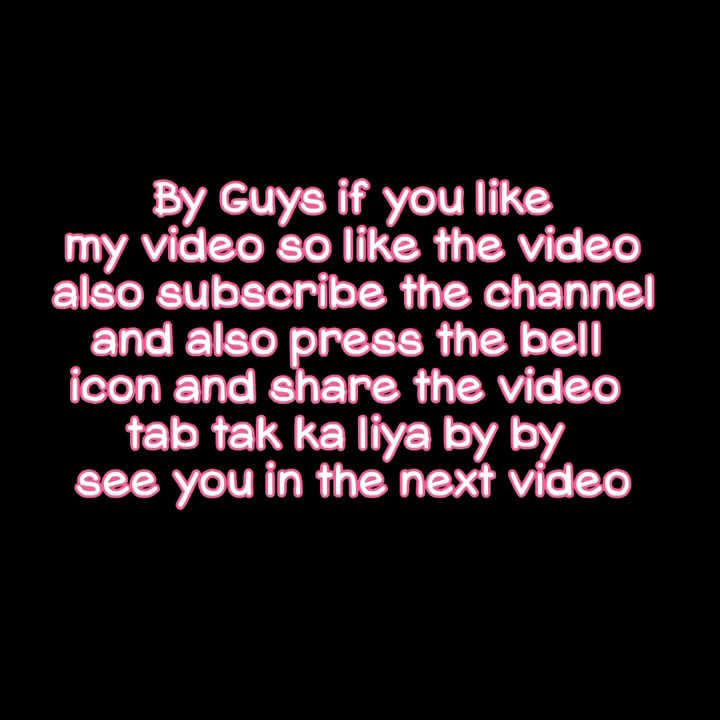 By Guys if you like
my video so like the video
also subscribe the channel
and also press the bell
icon and share the video
tab tak ka liya by by
see you in the next video